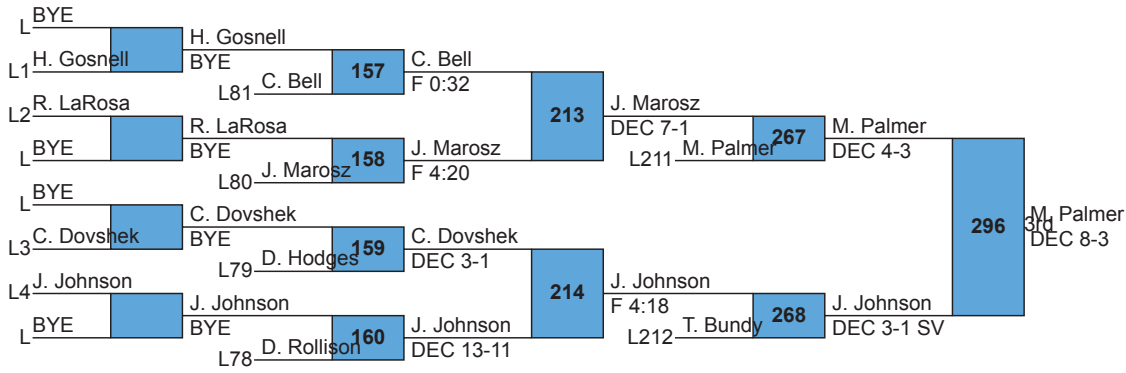 L BYE
L1 H. Gosnell
H. Gosnell
BYE
L81 C. Bell
157
C. Bell
F 0:32
L2 R. LaRosa
L BYE
R. LaRosa
BYE
L80 J. Marosz
158
J. Marosz
F 4:20
213
J. Marosz
DEC 7-1
L211 M. Palmer
267
M. Palmer
DEC 4-3
L BYE
L3 C. Dovshek
C. Dovshek
BYE
L79 D. Hodges
159
C. Dovshek
DEC 3-1
L4 J. Johnson
L BYE
J. Johnson
BYE
L78 D. Rollison
160
J. Johnson
DEC 13-11
214
J. Johnson
F 4:18
L212 T. Bundy
268
J. Johnson
DEC 3-1 SV
296
M. Palmer
3rd
DEC 8-3